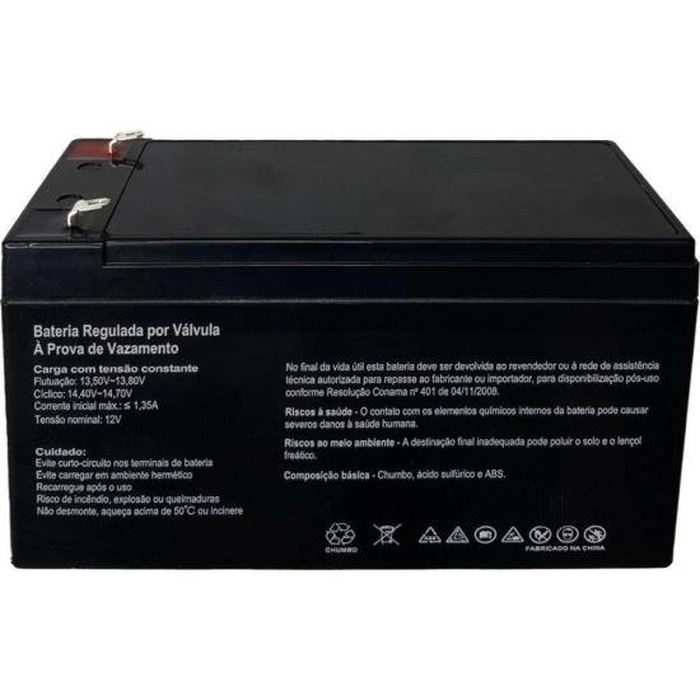 Bateria Regulada por Válvula
À Prova de Vazamento
Carga com tensão constante
Flutuação: 13,50V~13,80V
Cíclico: 14,40V~14,70V
Corrente inicial máx.: ≤ 1,35A
Tensão nominal: 12V
Cuidado:
Evite curto-circuito nos terminais de bateria
Evite carregar em ambiente hermético
Recarregue após o uso
Risco de incêndio, explosão ou queimaduras
Não desmonte, aqueça acima de 50°C ou incinere
No final da vida útil esta bateria deve ser devolvida ao revendedor ou à rede de assistência
técnica autorizada para repasse ao fabricante ou importador, para disponibilização pós-uso
conforme Resolução Conama nº 401 de 04/11/2008.
Riscos à saúde - O contato com os elementos químicos internos da bateria pode causar
severos danos à saúde humana.
Riscos ao meio ambiente - A destinação final inadequada pode poluir o solo e o lençol
freático.
Composição básica - Chumbo, ácido sulfúrico e ABS.
CHUMBO
FABRICADO NA CHINA